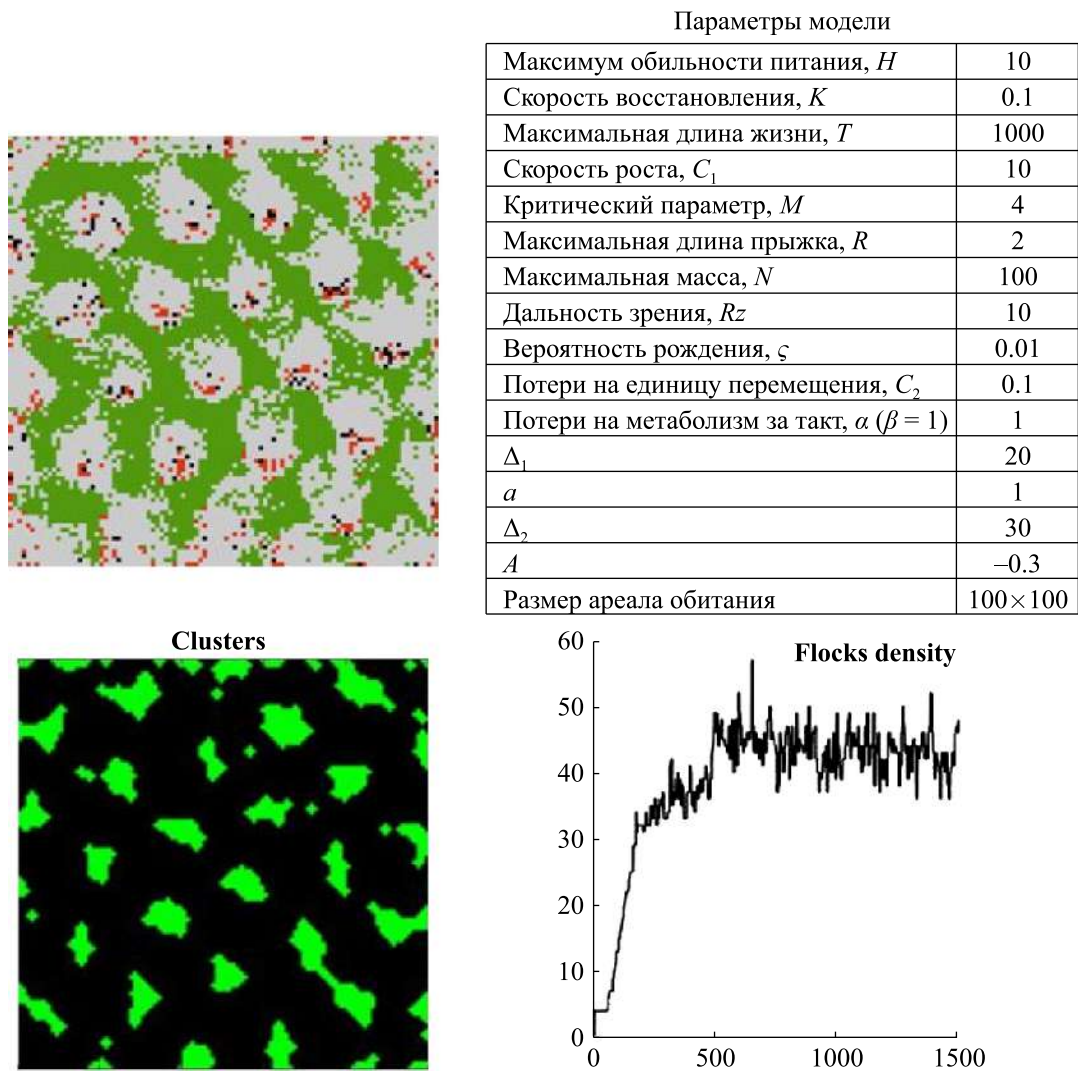 Параметры модели
Максимум обильности питания, H 10
Скорость восстановления, K 0.1
Максимальная длина жизни, T 1000
Скорость роста, C₁ 10
Критический параметр, M 4
Максимальная длина прыжка, R 2
Максимальная масса, N 100
Дальность зрения, Rz 10
Вероятность рождения, ς 0.01
Потери на единицу перемещения, C₂ 0.1
Потери на метаболизм за такт, α (β = 1) 1
Δ₁ 20
a 1
Δ₂ 30
A –0.3
Размер ареала обитания 100×100
Clusters
Flocks density
60
50
40
30
20
10
0
0 500 1000 1500